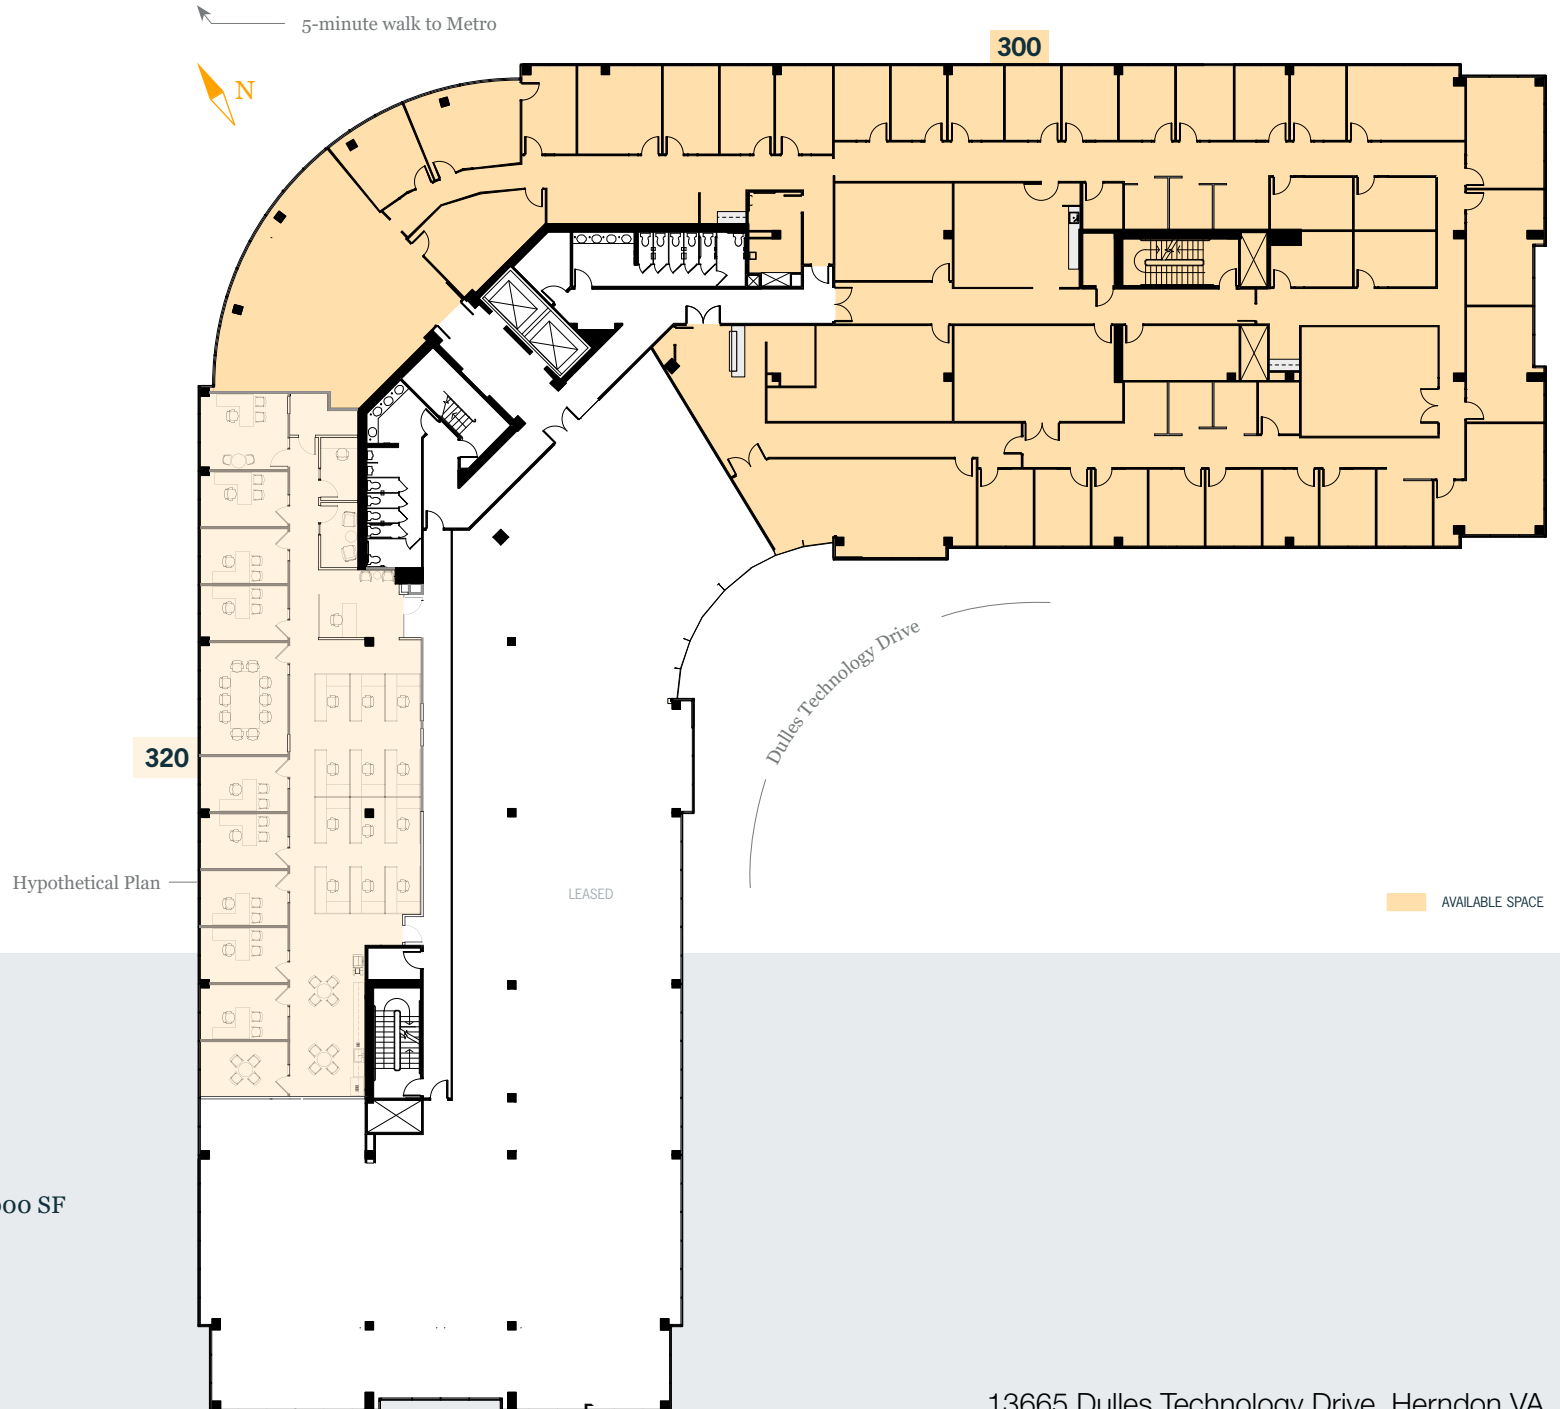 5-minute walk to Metro
300
N
Dulles Technology Drive
320
Hypothetical Plan
LEASED
AVAILABLE SPACE
00 SF
13665 Dulles Technology Drive, Herndon VA